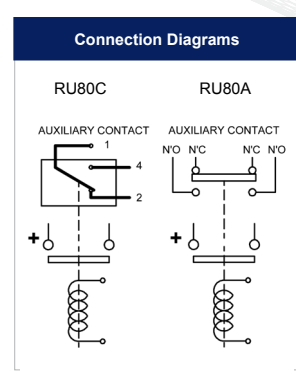 Connection Diagrams
RU80C RU80A
AUXILIARY CONTACT AUXILIARY CONTACT
1 N'O N'C N'C N'O
4
2
+ +